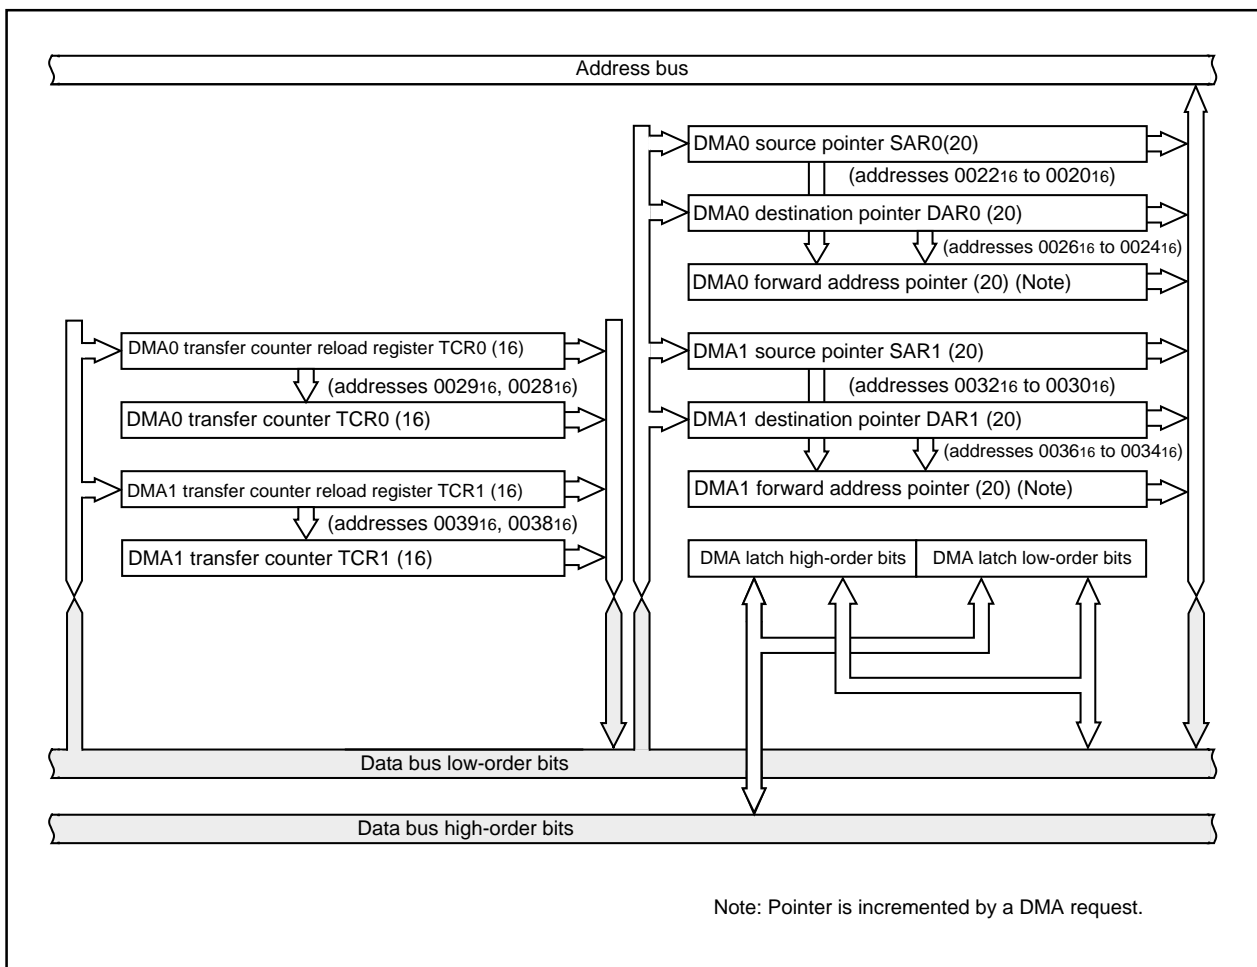 Address bus
DMA0 source pointer SAR0(20)
(addresses 0022₁₆ to 0020₁₆)
DMA0 destination pointer DAR0 (20)
(addresses 0026₁₆ to 0024₁₆)
DMA0 forward address pointer (20) (Note)
DMA0 transfer counter reload register TCR0 (16)
(addresses 0029₁₆, 0028₁₆)
DMA0 transfer counter TCR0 (16)
DMA1 transfer counter reload register TCR1 (16)
(addresses 0039₁₆, 0038₁₆)
DMA1 transfer counter TCR1 (16)
DMA1 source pointer SAR1 (20)
(addresses 0032₁₆ to 0030₁₆)
DMA1 destination pointer DAR1 (20)
(addresses 0036₁₆ to 0034₁₆)
DMA1 forward address pointer (20) (Note)
DMA latch high-order bits
DMA latch low-order bits
Data bus low-order bits
Data bus high-order bits
Note: Pointer is incremented by a DMA request.